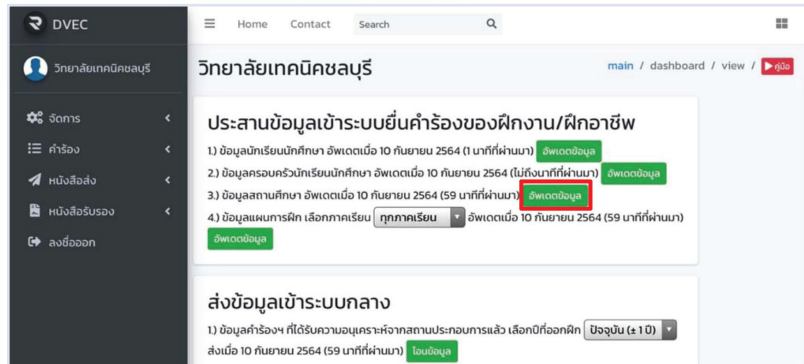 DVEC
Home Contact Search
วิทยาลัยเทคนิคชลบุรี
จัดการ
คำร้อง
หนังสือส่ง
หนังสือรับรอง
ลงชื่อออก
วิทยาลัยเทคนิคชลบุรี
main / dashboard / view / คู่มือ
ประสานข้อมูลเข้าระบบยื่นคำร้องของฝึกงาน/ฝึกอาชีพ
1.) ข้อมูลนักเรียนนักศึกษา อัพเดตเมื่อ 10 กันยายน 2564 (1 นาทีที่ผ่านมา) อัพเดตข้อมูล
2.) ข้อมูลครอบครัวนักเรียนนักศึกษา อัพเดตเมื่อ 10 กันยายน 2564 (ไม่ถึงนาทีที่ผ่านมา) อัพเดตข้อมูล
3.) ข้อมูลสถานศึกษา อัพเดตเมื่อ 10 กันยายน 2564 (59 นาทีที่ผ่านมา) อัพเดตข้อมูล
4.) ข้อมูลแผนการฝึก เลือกภาคเรียน ทุกภาคเรียน อัพเดตเมื่อ 10 กันยายน 2564 (59 นาทีที่ผ่านมา)
อัพเดตข้อมูล
ส่งข้อมูลเข้าระบบกลาง
1.) ข้อมูลคำร้องฯ ที่ได้รับความอนุเคราะห์จากสถานประกอบการแล้ว เลือกปีที่ออกฝึก ปัจจุบัน (± 1 ปี)
ส่งเมื่อ 10 กันยายน 2564 (59 นาทีที่ผ่านมา) โอนข้อมูล